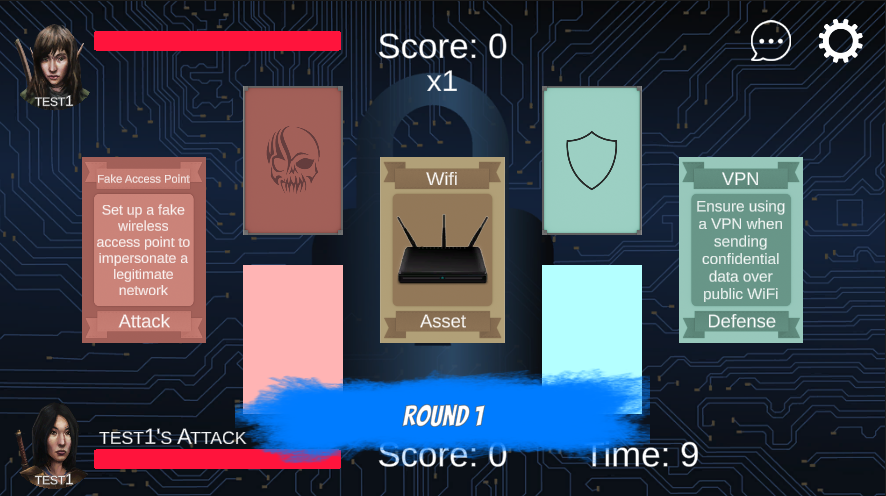 Score: 0
x1
TEST1
Fake Access Point
Set up a fake
wireless
access point to
impersonate a
legitimate
network
Attack
Wifi
Asset
VPN
Ensure using
a VPN when
sending
confidential
data over
public WiFi
Defense
ROUND 1
TEST1'S ATTACK
Score: 0
Time: 9
TEST1